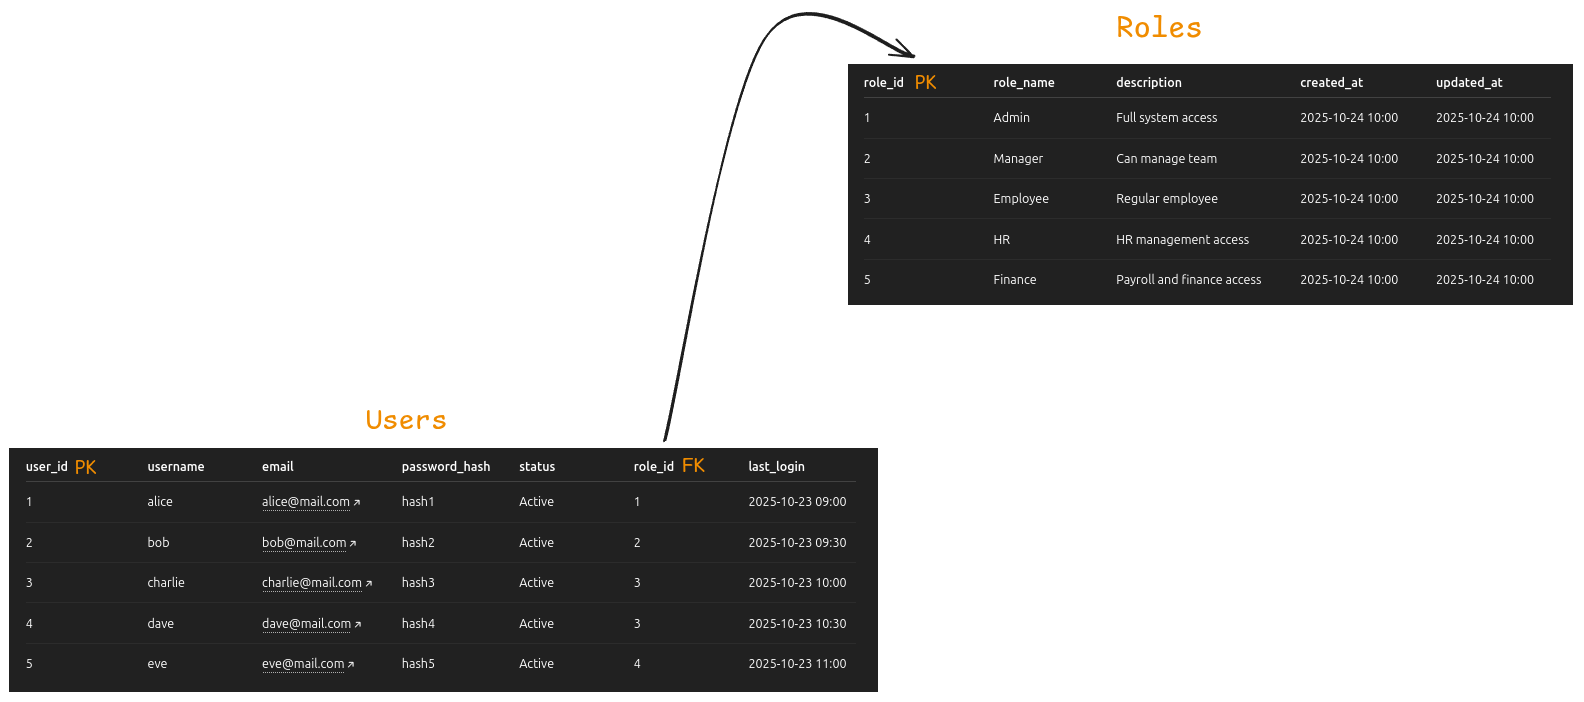 Roles
role_id PK role_name description created_at updated_at
1 Admin Full system access 2025-10-24 10:00 2025-10-24 10:00
2 Manager Can manage team 2025-10-24 10:00 2025-10-24 10:00
3 Employee Regular employee 2025-10-24 10:00 2025-10-24 10:00
4 HR HR management access 2025-10-24 10:00 2025-10-24 10:00
5 Finance Payroll and finance access 2025-10-24 10:00 2025-10-24 10:00
Users
user_id PK username email password_hash status role_id FK last_login
1 alice alice@mail.com hash1 Active 1 2025-10-23 09:00
2 bob bob@mail.com hash2 Active 2 2025-10-23 09:30
3 charlie charlie@mail.com hash3 Active 3 2025-10-23 10:00
4 dave dave@mail.com hash4 Active 3 2025-10-23 10:30
5 eve eve@mail.com hash5 Active 4 2025-10-23 11:00